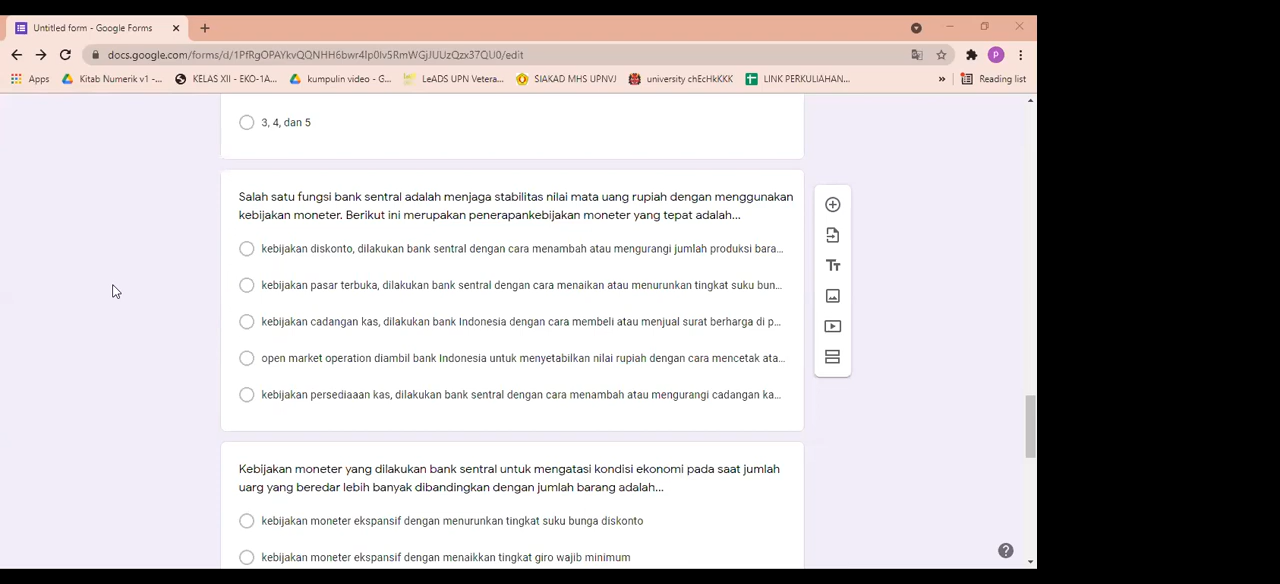 Untitled form - Google Forms
docs.google.com/forms/d/1PfRgOPAYkvQQNHH6bwr4Ip0Iv5RmWGjJUUzQzx37QU0/edit
P
Apps
Kitab Numerik v1 -...
KELAS XII - EKO-1A...
kumpulin video - G...
LeADS UPN Vetera...
SIAKAD MHS UPNVJ
university chEcHkKKK
LINK PERKULIAHAN...
»
Reading list
3, 4, dan 5
Salah satu fungsi bank sentral adalah menjaga stabilitas nilai mata uang rupiah dengan menggunakan
kebijakan moneter. Berikut ini merupakan penerapankebijakan moneter yang tepat adalah...
kebijakan diskonto, dilakukan bank sentral dengan cara menambah atau mengurangi jumlah produksi bara...
kebijakan pasar terbuka, dilakukan bank sentral dengan cara menaikan atau menurunkan tingkat suku bun...
kebijakan cadangan kas, dilakukan bank Indonesia dengan cara membeli atau menjual surat berharga di p...
open market operation diambil bank Indonesia untuk menyetabilkan nilai rupiah dengan cara mencetak ata...
kebijakan persediaaan kas, dilakukan bank sentral dengan cara menambah atau mengurangi cadangan ka...
Tт
Kebijakan moneter yang dilakukan bank sentral untuk mengatasi kondisi ekonomi pada saat jumlah
uarg yang beredar lebih banyak dibandingkan dengan jumlah barang adalah...
kebijakan moneter ekspansif dengan menurunkan tingkat suku bunga diskonto
kebijakan moneter ekspansif dengan menaikkan tingkat giro wajib minimum